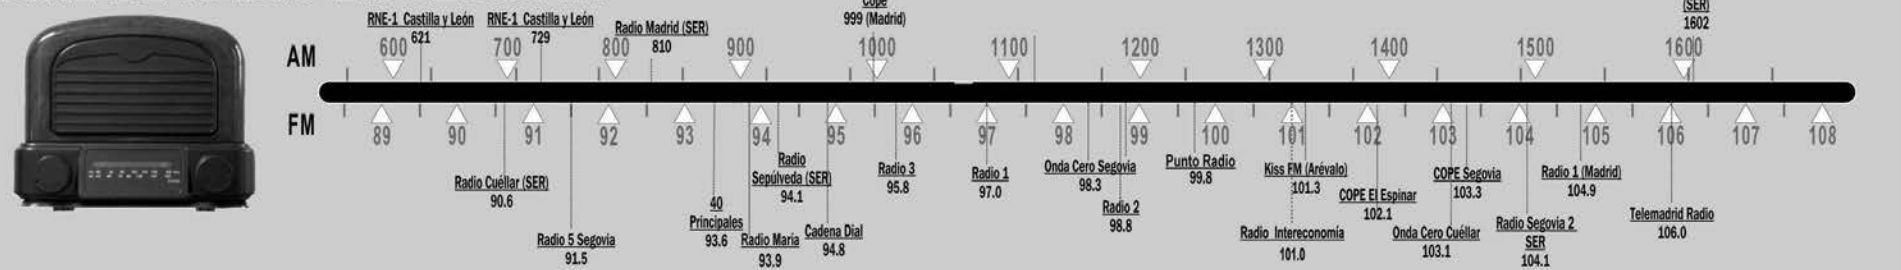 Cope
999 (Madrid)
(SER)
1602
RNE-1 Castilla y León
621
RNE-1 Castilla y León
729
Radio Madrid (SER)
810
AM
600
700
800
900
1000
1100
1200
1300
1400
1500
1600
FM
89
90
91
92
93
94
95
96
97
98
99
100
101
102
103
104
105
106
107
108
Radio Cuéllar (SER)
90.6
Radio 5 Segovia
91.5
40
Principales
93.6
Radio María
93.9
Radio
Sepúlveda (SER)
94.1
Cadena Dial
94.8
Radio 3
95.8
Radio 1
97.0
Onda Cero Segovia
98.3
Radio 2
98.8
Punto Radio
99.8
Radio Intereconomía
101.0
Kiss FM (Arévalo)
101.3
COPE El Espinar
102.1
Onda Cero Cuéllar
103.1
COPE Segovia
103.3
Radio Segovia 2
SER
104.1
Radio 1 (Madrid)
104.9
Telemadrid Radio
106.0